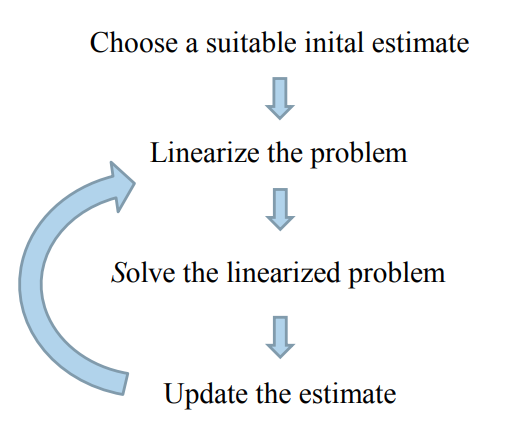 Choose a suitable inital estimate
Linearize the problem
Solve the linearized problem
Update the estimate